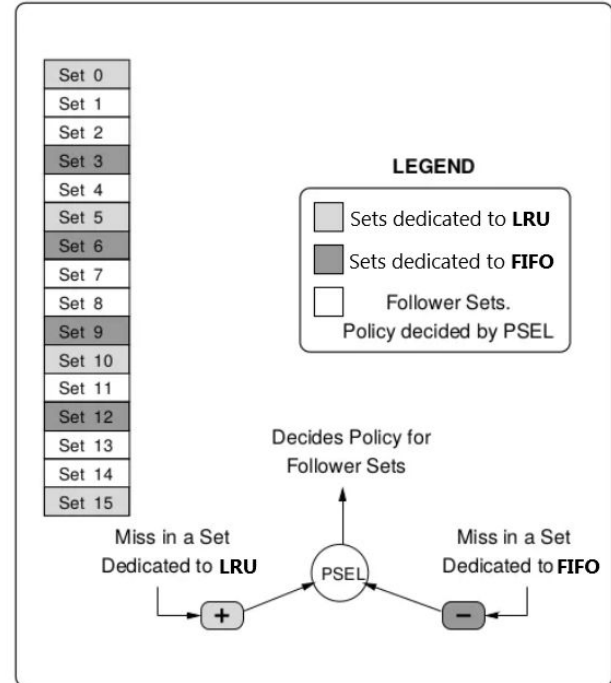 Set 0
Set 1
Set 2
Set 3
Set 4
Set 5
Set 6
Set 7
Set 8
Set 9
Set 10
Set 11
Set 12
Set 13
Set 14
Set 15
LEGEND
Sets dedicated to LRU
Sets dedicated to FIFO
Follower Sets.
Policy decided by PSEL
Decides Policy for
Follower Sets
Miss in a Set
Dedicated to LRU
+
PSEL
Miss in a Set
Dedicated to FIFO
−